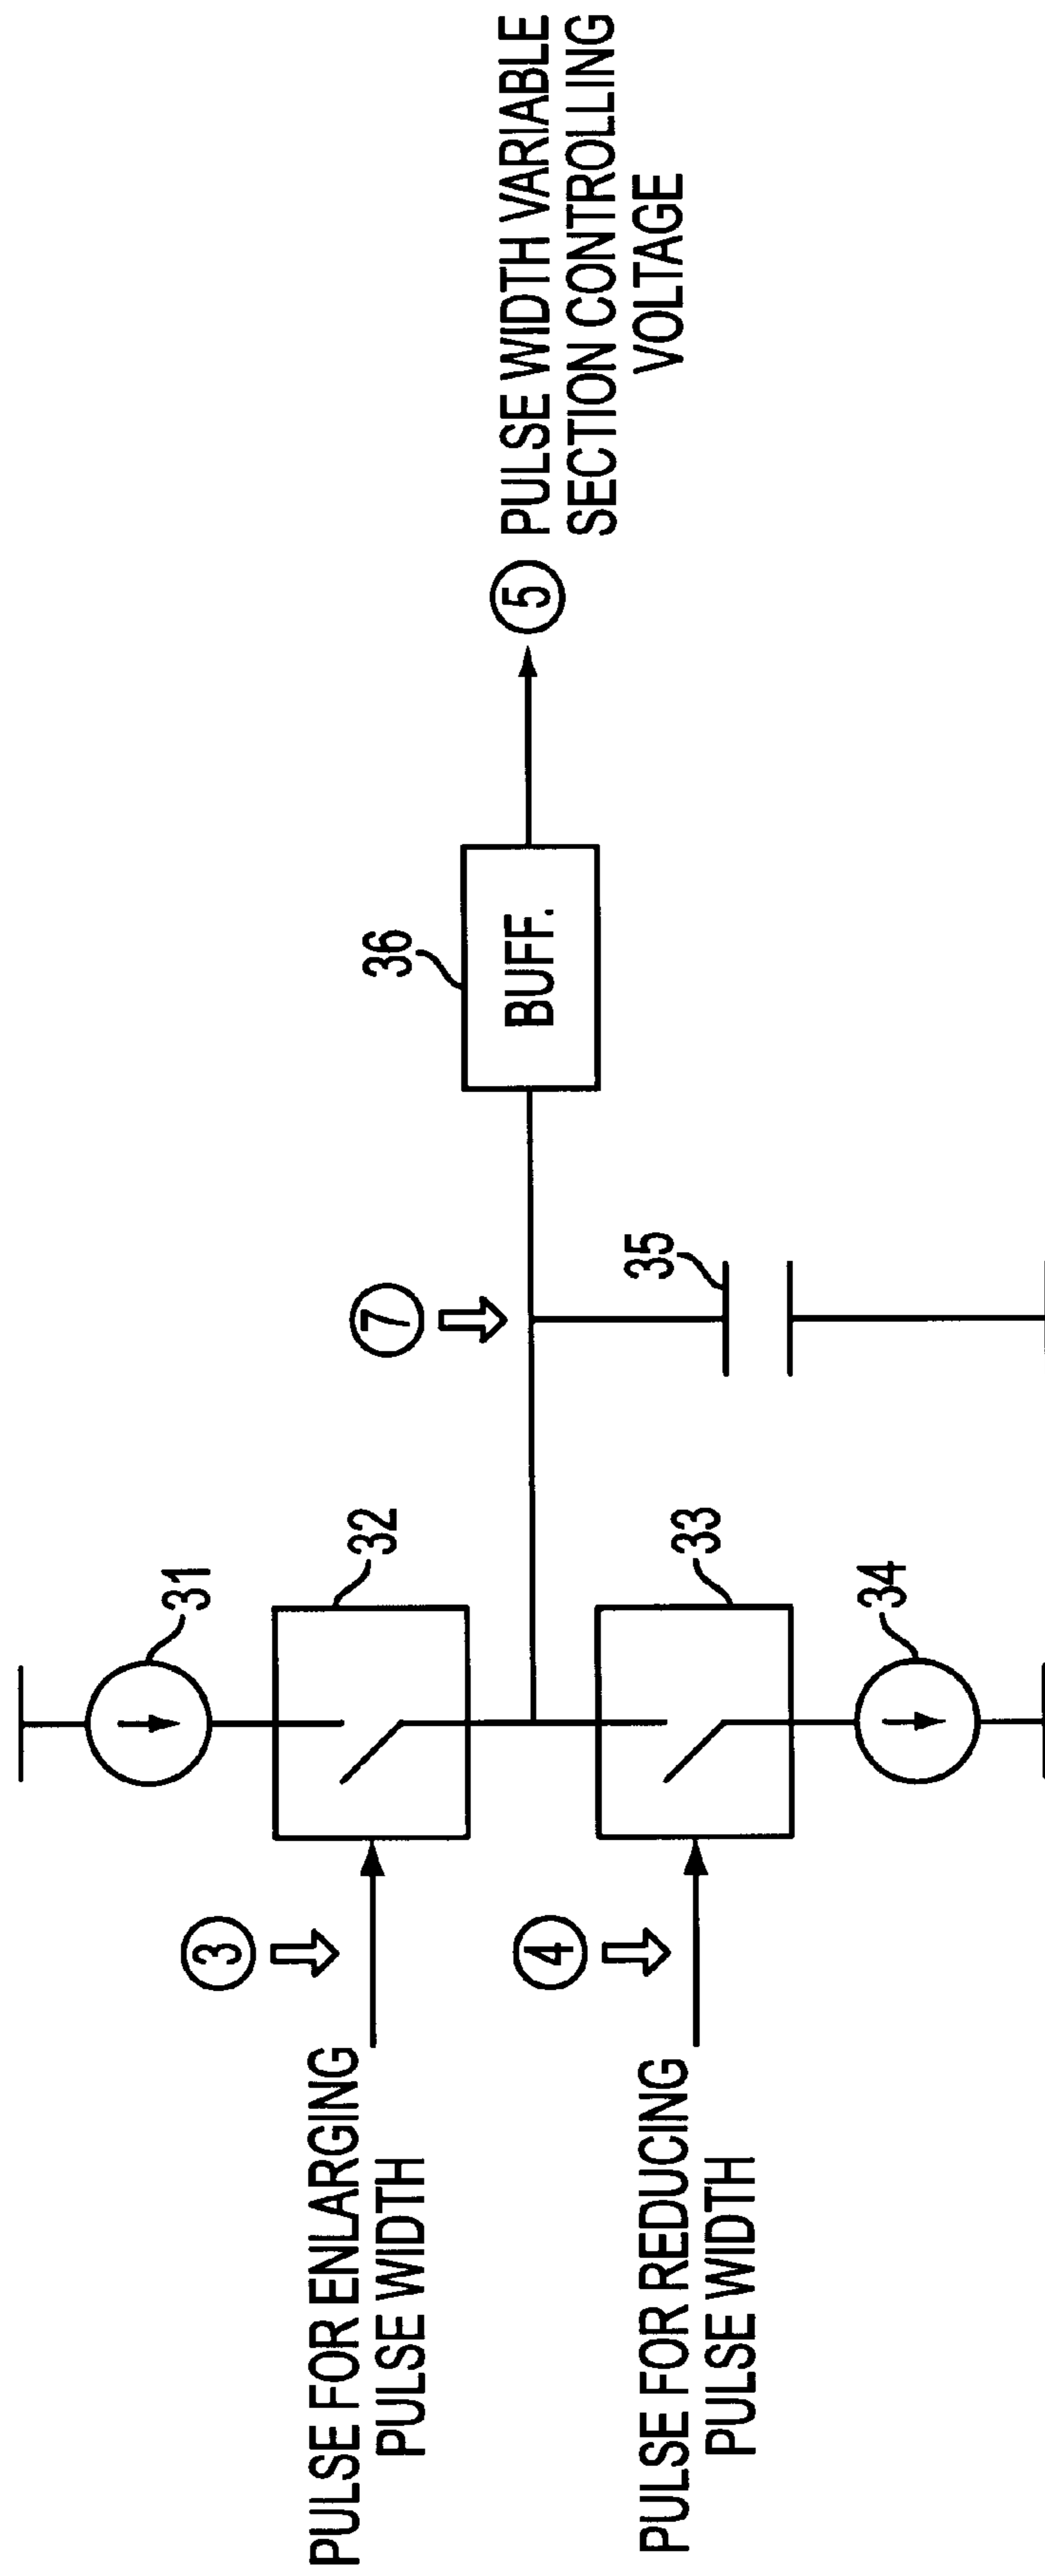 31
3
32
PULSE FOR ENLARGING
PULSE WIDTH
4
33
PULSE FOR REDUCING
PULSE WIDTH
34
7
35
36
BUFF.
5
PULSE WIDTH VARIABLE
SECTION CONTROLLING
VOLTAGE